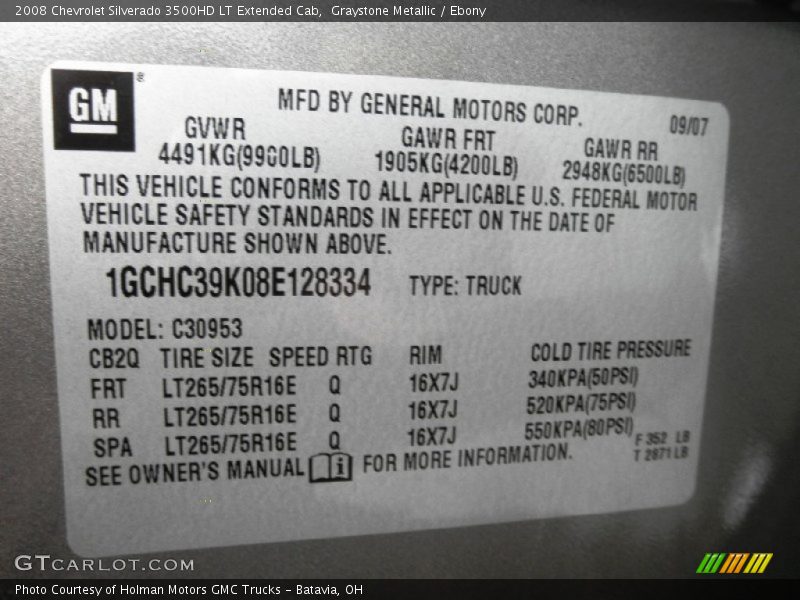 2008 Chevrolet Silverado 3500HD LT Extended Cab, Graystone Metallic / Ebony
GM
®
MFD BY GENERAL MOTORS CORP. 09/07
GVWR GAWR FRT GAWR RR
4491KG(9900LB) 1905KG(4200LB) 2948KG(6500LB)
THIS VEHICLE CONFORMS TO ALL APPLICABLE U.S. FEDERAL MOTOR
VEHICLE SAFETY STANDARDS IN EFFECT ON THE DATE OF
MANUFACTURE SHOWN ABOVE.
1GCHC39K08E128334 TYPE: TRUCK
MODEL: C30953
CB2Q TIRE SIZE SPEED RTG RIM COLD TIRE PRESSURE
FRT LT265/75R16E Q 16X7J 340KPA(50PSI)
RR LT265/75R16E Q 16X7J 520KPA(75PSI)
SPA LT265/75R16E Q 16X7J 550KPA(80PSI)
F 352 LB
T 2871LB
SEE OWNER'S MANUAL i FOR MORE INFORMATION.
GTCARLOT.COM
Photo Courtesy of Holman Motors GMC Trucks – Batavia, OH